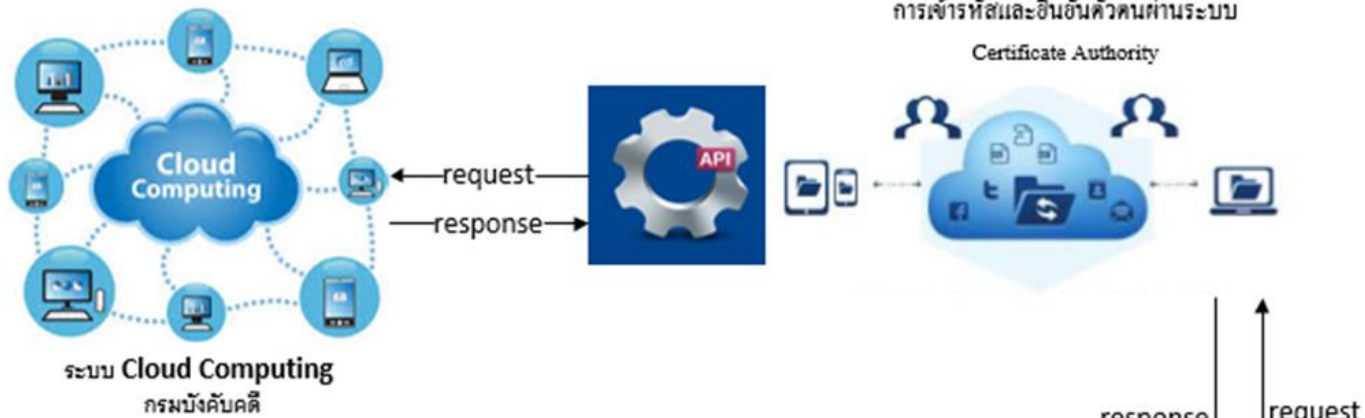 การเข้ารหัสและยืนยันตัวตนผ่านระบบ
Certificate Authority
Cloud
Computing
API
request
response
ระบบ Cloud Computing
กรมบังคับคดี
response
request